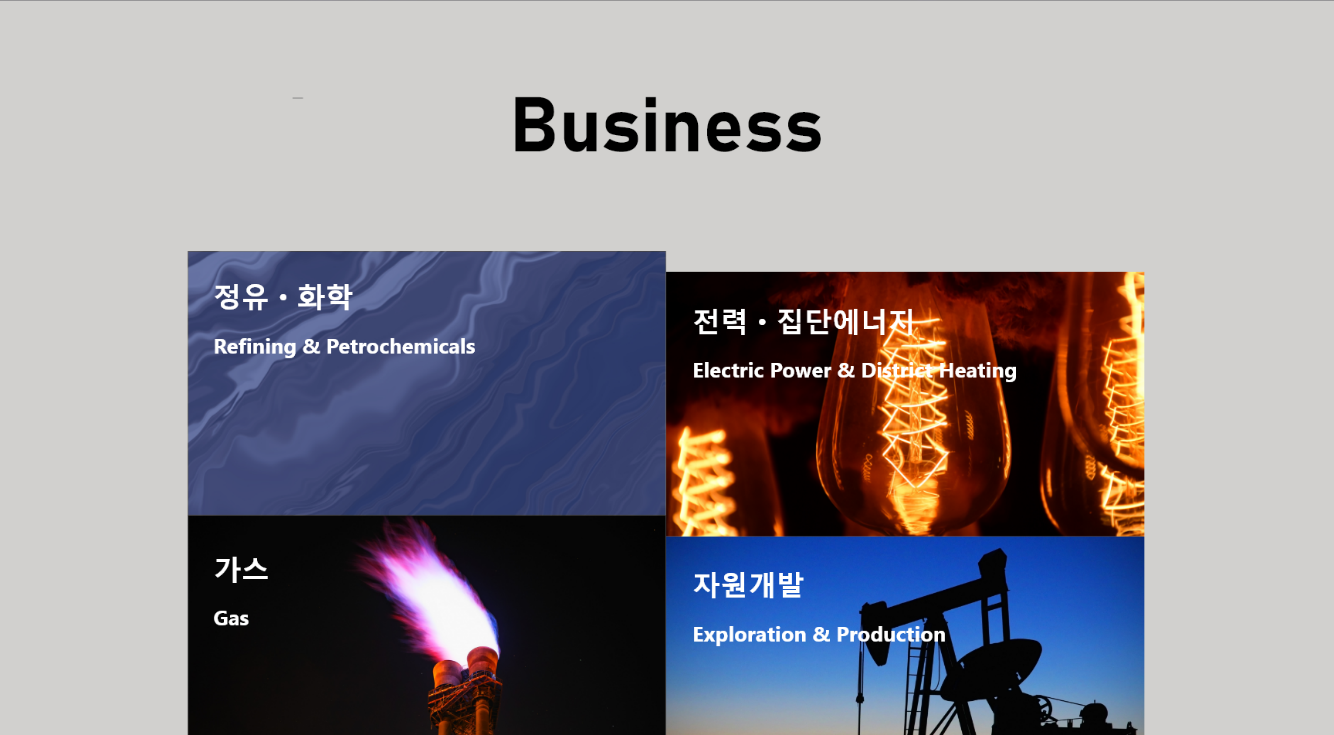 Business
정유 · 화학
Refining & Petrochemicals
전력 · 집단에너지
Electric Power & District Heating
가스
Gas
자원개발
Exploration & Production